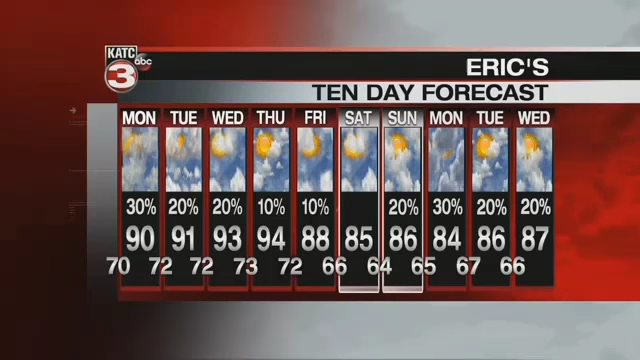 KATC
abc
3
ERIC'S
TEN DAY FORECAST
MON TUE WED THU FRI SAT SUN MON TUE WED
30% 20% 20% 10% 10% 20% 30% 20% 20%
90 91 93 94 88 85 86 84 86 87
70 72 72 73 72 66 64 65 67 66